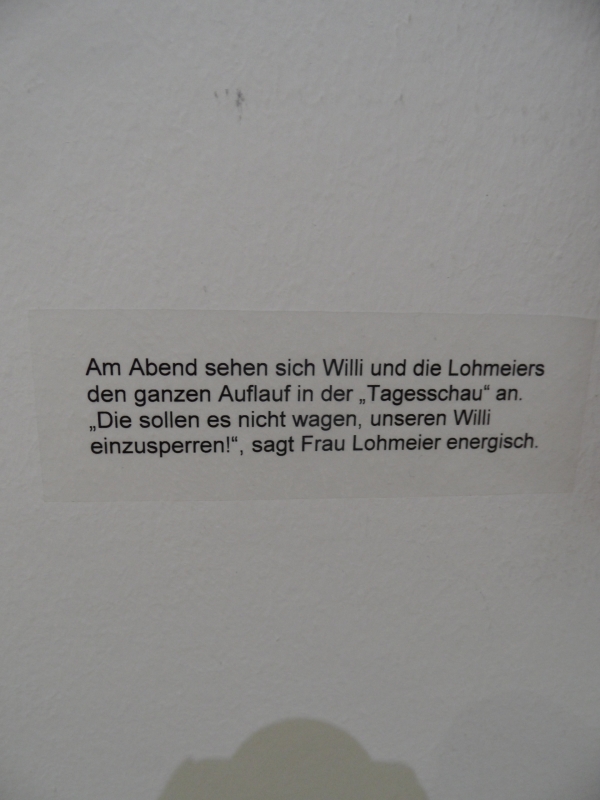 Am Abend sehen sich Willi und die Lohmeiers
den ganzen Auflauf in der „Tagesschau“ an.
„Die sollen es nicht wagen, unseren Willi
einzusperren!“, sagt Frau Lohmeier energisch.